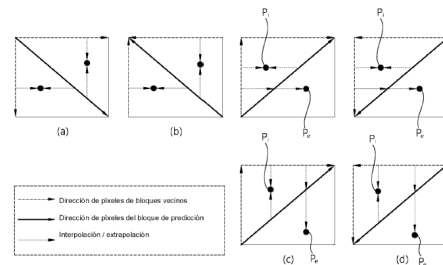 Pᵢ
Pᵢ
(a)
(b)
Pₑ
Pₑ
Pᵢ
Pᵢ
Dirección de píxeles de bloques vecinos
Dirección de píxeles del bloque de predicción
Interpolación / extrapolación
(c)
Pₑ
(d)
Pₑ